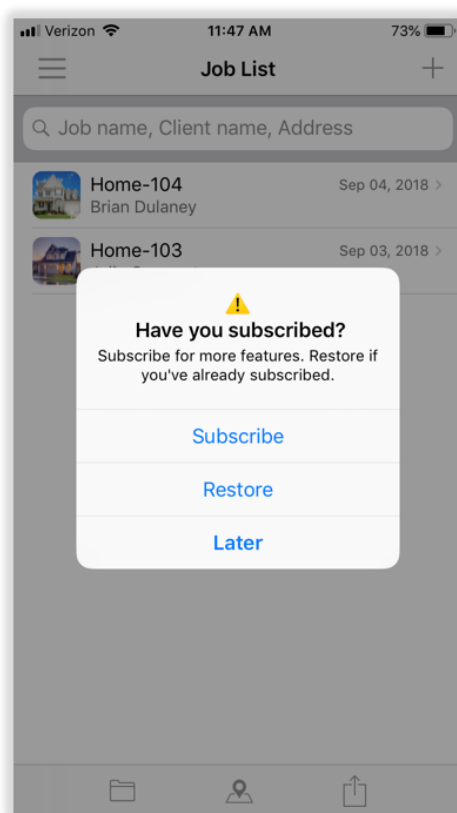 Verizon 11:47 AM 73%
Job List
Job name, Client name, Address
Home-104 Sep 04, 2018
Brian Dulaney
Home-103 Sep 03, 2018
Have you subscribed?
Subscribe for more features. Restore if
you've already subscribed.
Subscribe
Restore
Later